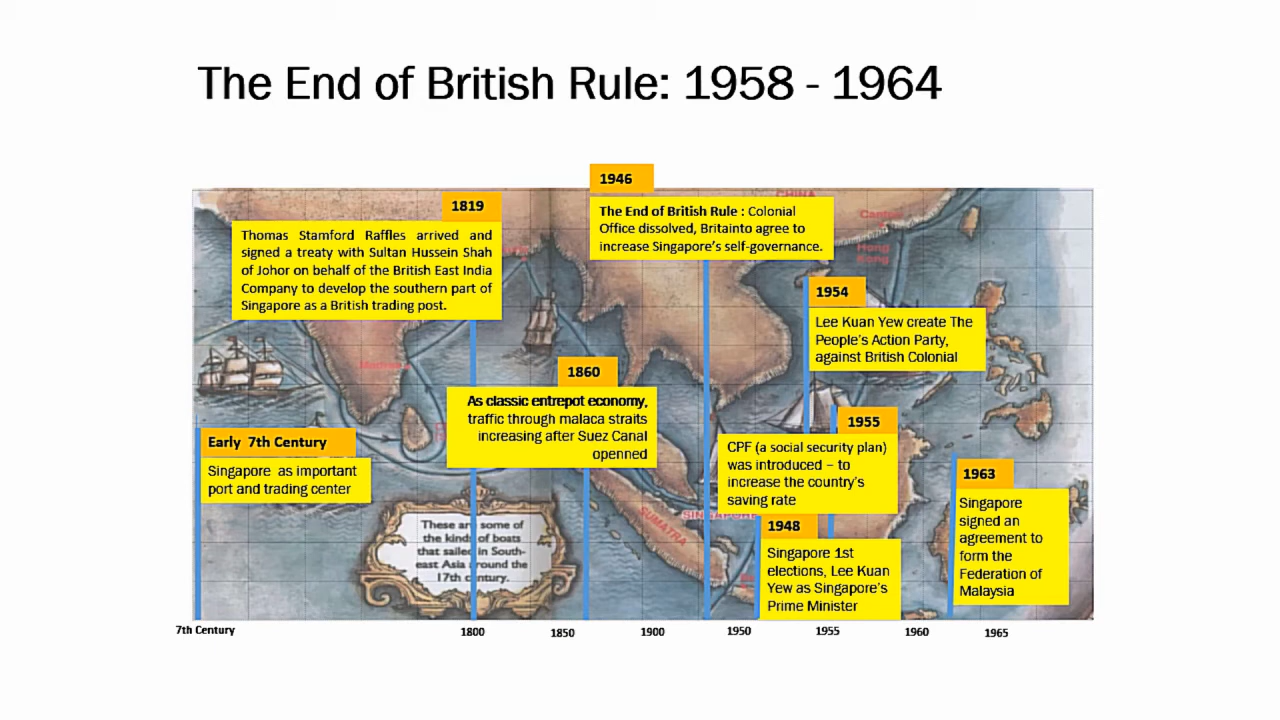 The End of British Rule: 1958 - 1964
1946
The End of British Rule : Colonial
Office dissolved, Britainto agree to
increase Singapore's self-governance.
1819
Thomas Stamford Raffles arrived and
signed a treaty with Sultan Hussein Shah
of Johor on behalf of the British East India
Company to develop the southern part of
Singapore as a British trading post.
CHINA
Hong
Kong
1954
Lee Kuan Yew create The
People's Action Party,
against British Colonial
1860
As classic entrepot economy,
traffic through malaca straits
increasing after Suez Canal
openned
1955
CPF (a social security plan)
was introduced – to
increase the country's
saving rate
Early 7th Century
Singapore as important
port and trading center
1963
Singapore
signed an
agreement to
form the
Federation of
Malaysia
SUMATRA
SINGAPORE
1948
Singapore 1st
elections, Lee Kuan
Yew as Singapore's
Prime Minister
These are some of
the kinds of boats
that sailed in South-
east Asia around the
17th century.
7th Century
1800
1850
1900
1950
1955
1960
1965